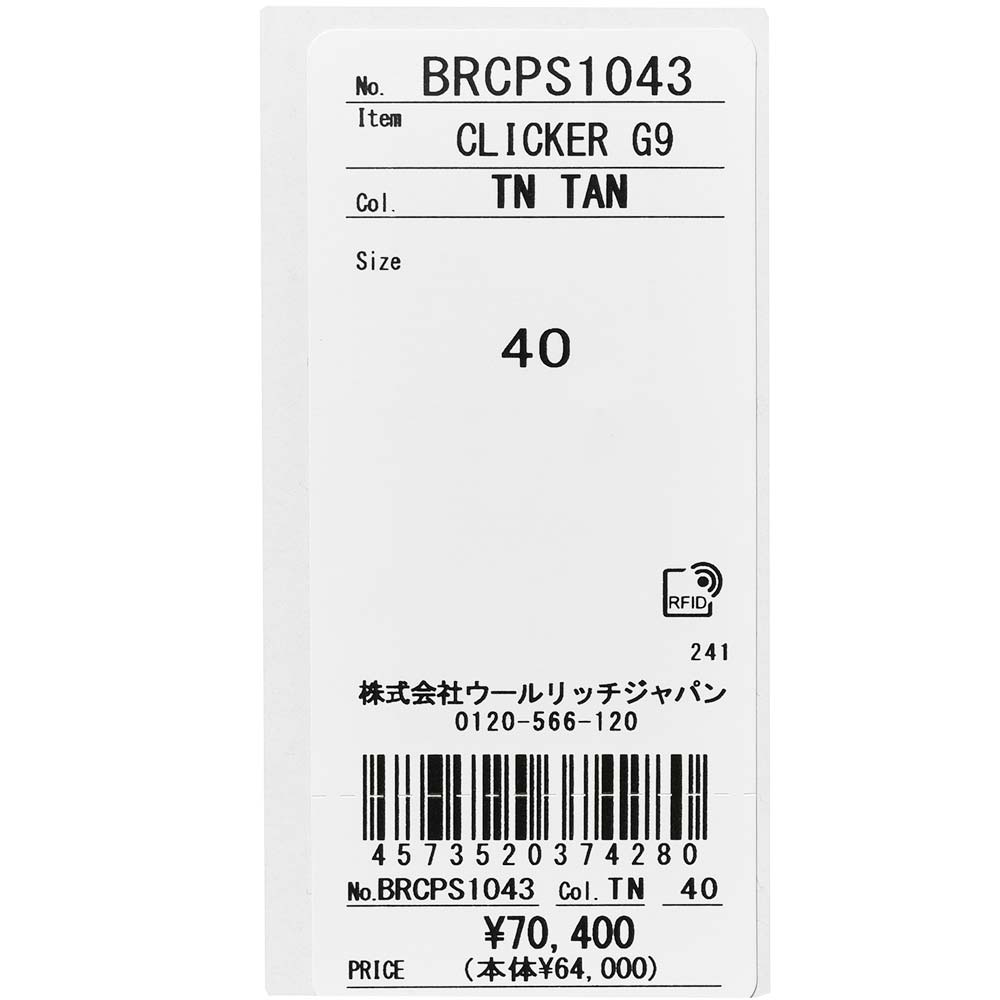 No. BRCPS1043
Item
CLICKER G9
Col. TN TAN
Size
40
RFID
241
株式会社ウールリッチジャパン
0120-566-120
4573520374280
No.BRCPS1043 Col.TN 40
¥70,400
PRICE (本体¥64,000)